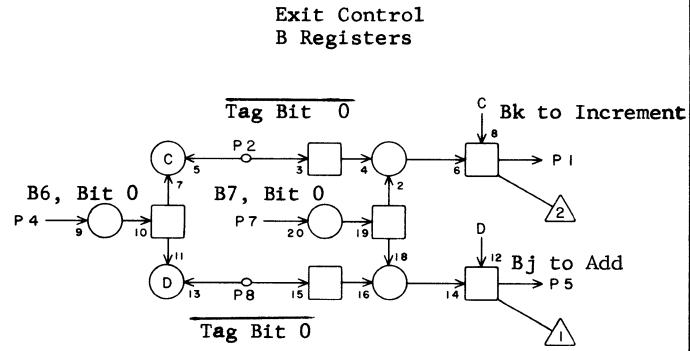 Exit Control
B Registers
Tag Bit 0
C
Bk to Increment
8
C
5
P2
3
4
6
P1
7
2
B6, Bit 0
B7, Bit 0
2
P4
9
10
P7
20
19
D
11
18
12
Bj to Add
D
13
P8
15
16
14
P5
Tag Bit 0
1